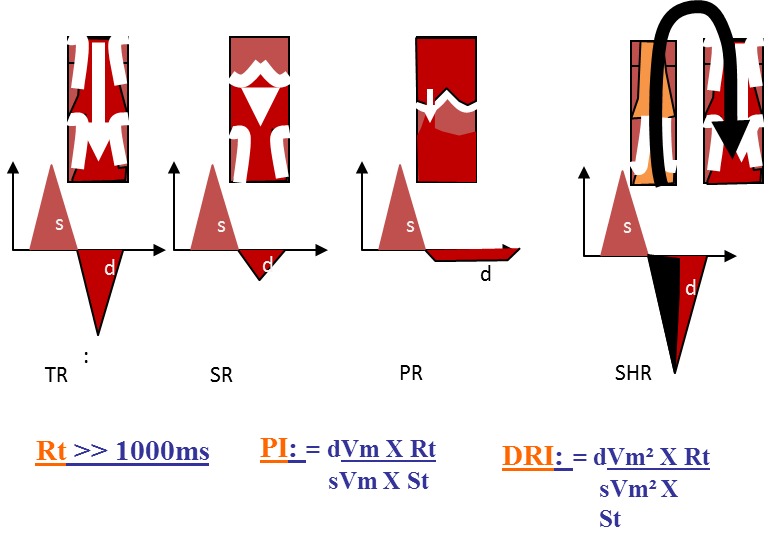 s
s
s
s
d
d
d
d
:
TR
SR
PR
SHR
Rt >> 1000ms
PI: = dVm X Rt
sVm X St
DRI: = dVm² X Rt
sVm² X
St